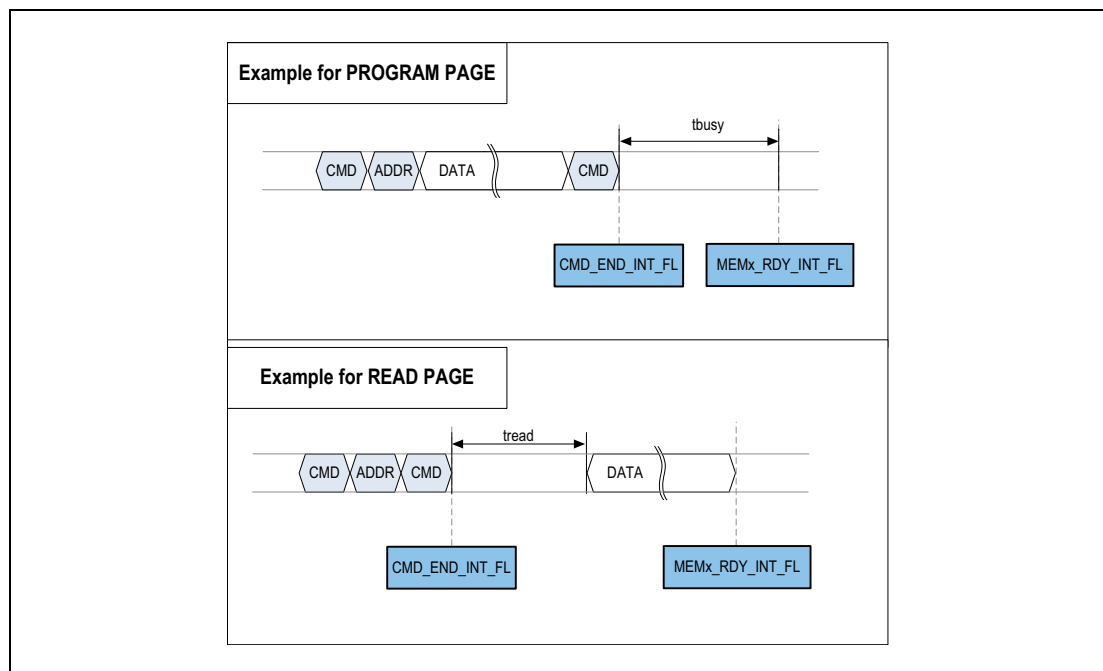 Example for PROGRAM PAGE
tbusy
CMD ADDR DATA CMD
CMD_END_INT_FL MEMx_RDY_INT_FL
Example for READ PAGE
tread
CMD ADDR CMD DATA
CMD_END_INT_FL MEMx_RDY_INT_FL